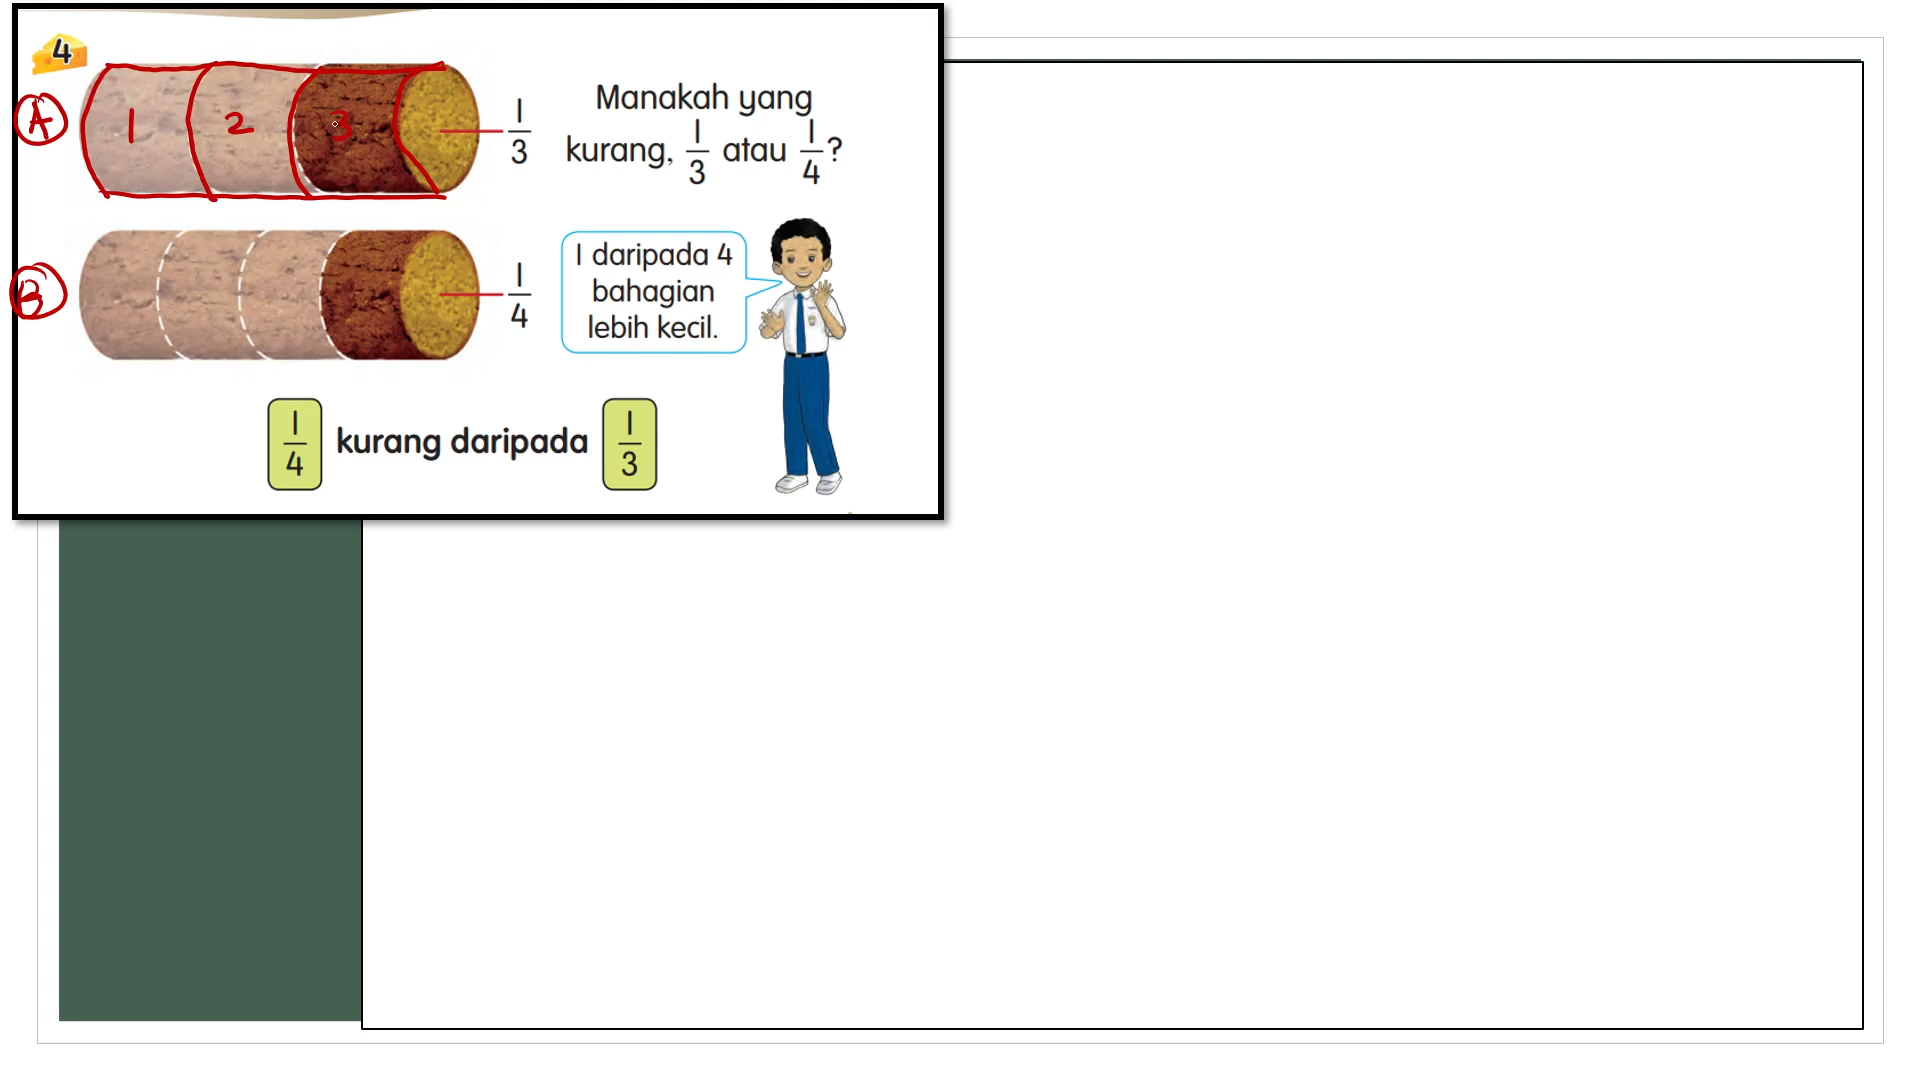 4
A
1 2 3
1/3
Manakah yang
kurang, 1/3 atau 1/4?
B
1/4
1 daripada 4
bahagian
lebih kecil.
1/4 kurang daripada 1/3